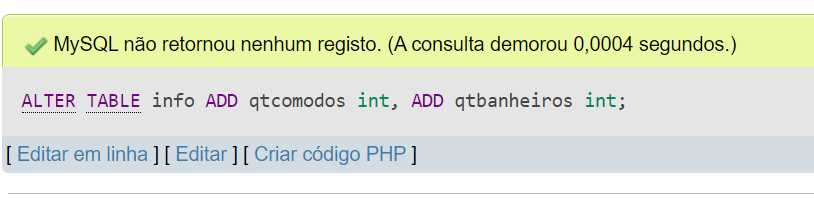 MySQL não retornou nenhum registo. (A consulta demorou 0,0004 segundos.)
ALTER TABLE info ADD qtcomodos int, ADD qtbanheiros int;
[ Editar em linha ] [ Editar ] [ Criar código PHP ]